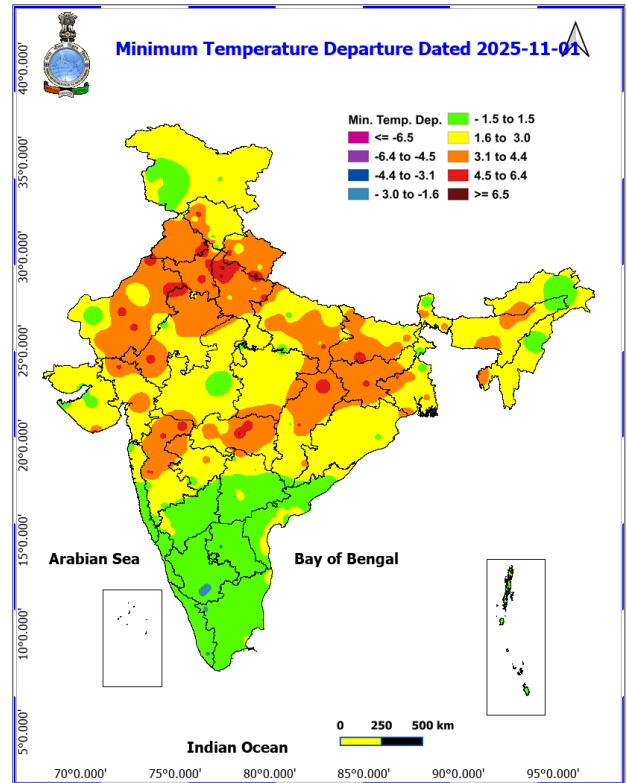 Minimum Temperature Departure Dated 2025-11-01
40°0.000'
35°0.000'
30°0.000'
25°0.000'
20°0.000'
15°0.000'
10°0.000'
5°0.000'
Min. Temp. Dep.
<= -6.5
-6.4 to -4.5
-4.4 to -3.1
- 3.0 to -1.6
- 1.5 to 1.5
1.6 to 3.0
3.1 to 4.4
4.5 to 6.4
>= 6.5
Arabian Sea
Bay of Bengal
Indian Ocean
0 250 500 km
70°0.000' 75°0.000' 80°0.000' 85°0.000' 90°0.000' 95°0.000'